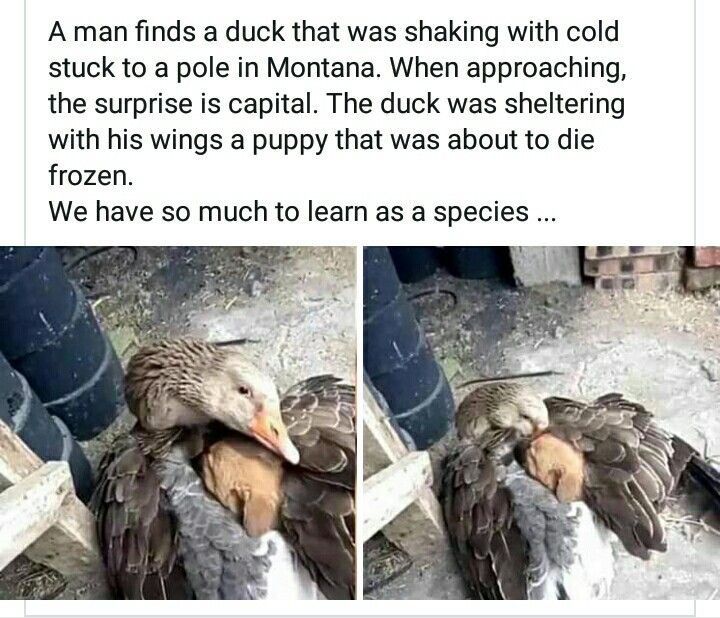 A man finds a duck that was shaking with cold
stuck to a pole in Montana. When approaching,
the surprise is capital. The duck was sheltering
with his wings a puppy that was about to die
frozen.
We have so much to learn as a species ...